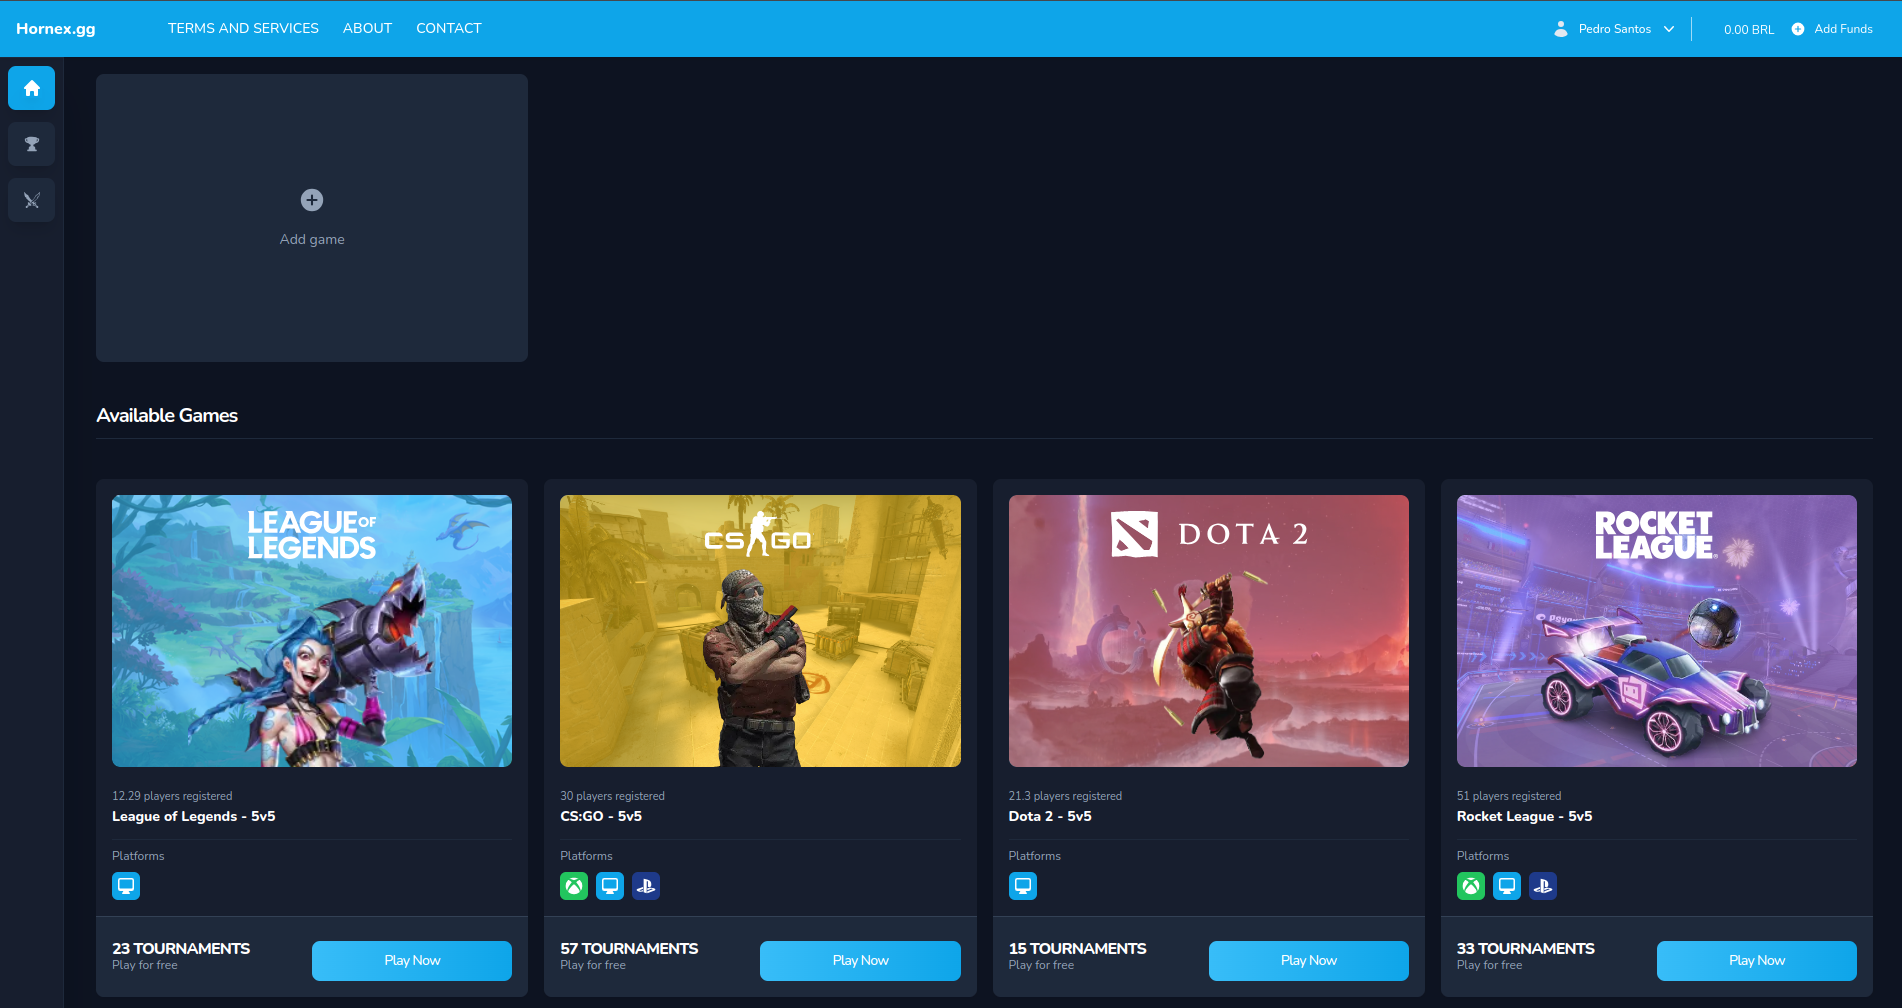 Hornex.gg
TERMS AND SERVICES
ABOUT
CONTACT
Pedro Santos
0.00 BRL
Add Funds
Add game
Available Games
LEAGUE OF
LEGENDS
12.29 players registered
League of Legends - 5v5
Platforms
23 TOURNAMENTS
Play for free
Play Now
CS GO
30 players registered
CS:GO - 5v5
Platforms
57 TOURNAMENTS
Play for free
Play Now
DOTA 2
21.3 players registered
Dota 2 - 5v5
Platforms
15 TOURNAMENTS
Play for free
Play Now
ROCKET
LEAGUE
51 players registered
Rocket League - 5v5
Platforms
33 TOURNAMENTS
Play for free
Play Now